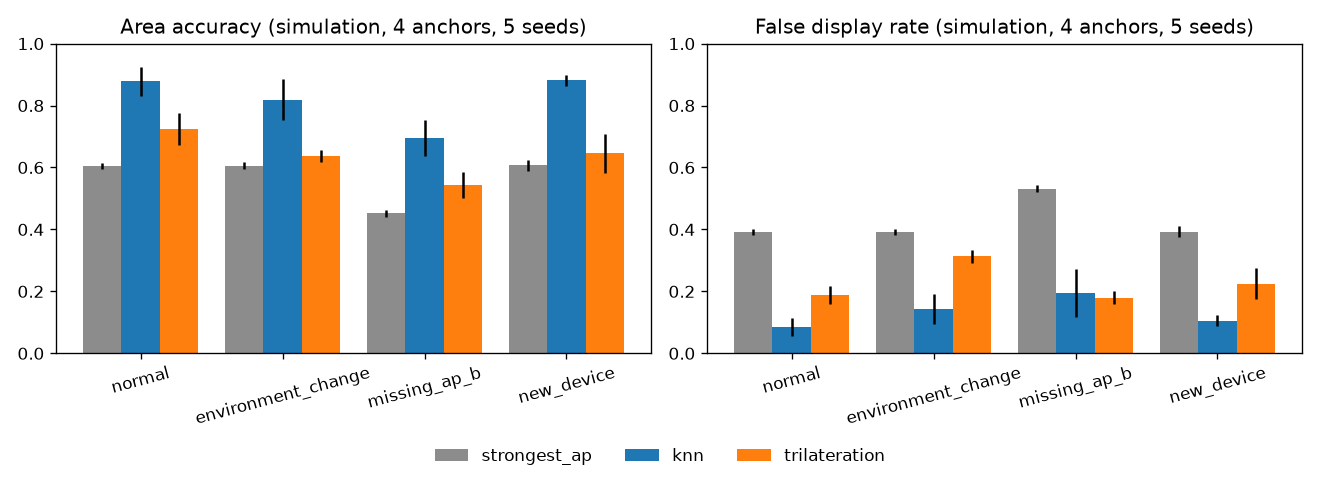 Area accuracy (simulation, 4 anchors, 5 seeds)
1.0
0.8
0.6
0.4
0.2
0.0
normal
environment_change
missing_ap_b
new_device
False display rate (simulation, 4 anchors, 5 seeds)
1.0
0.8
0.6
0.4
0.2
0.0
normal
environment_change
missing_ap_b
new_device
strongest_ap
knn
trilateration